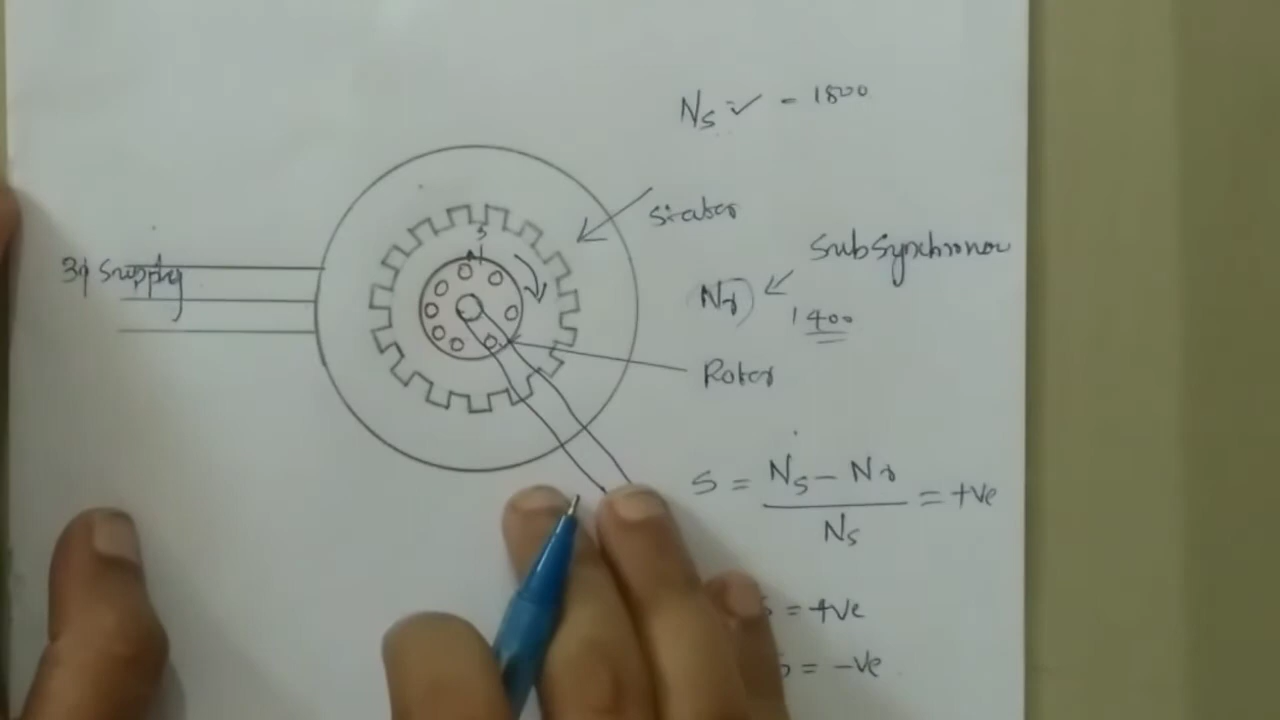 Ns ✓ - 1800
Stator
Subsynchronou
3φ Supply
S
N
Nr
1400
Rotor
S = Ns - Nr / Ns = +ve
S = +ve
S = -ve